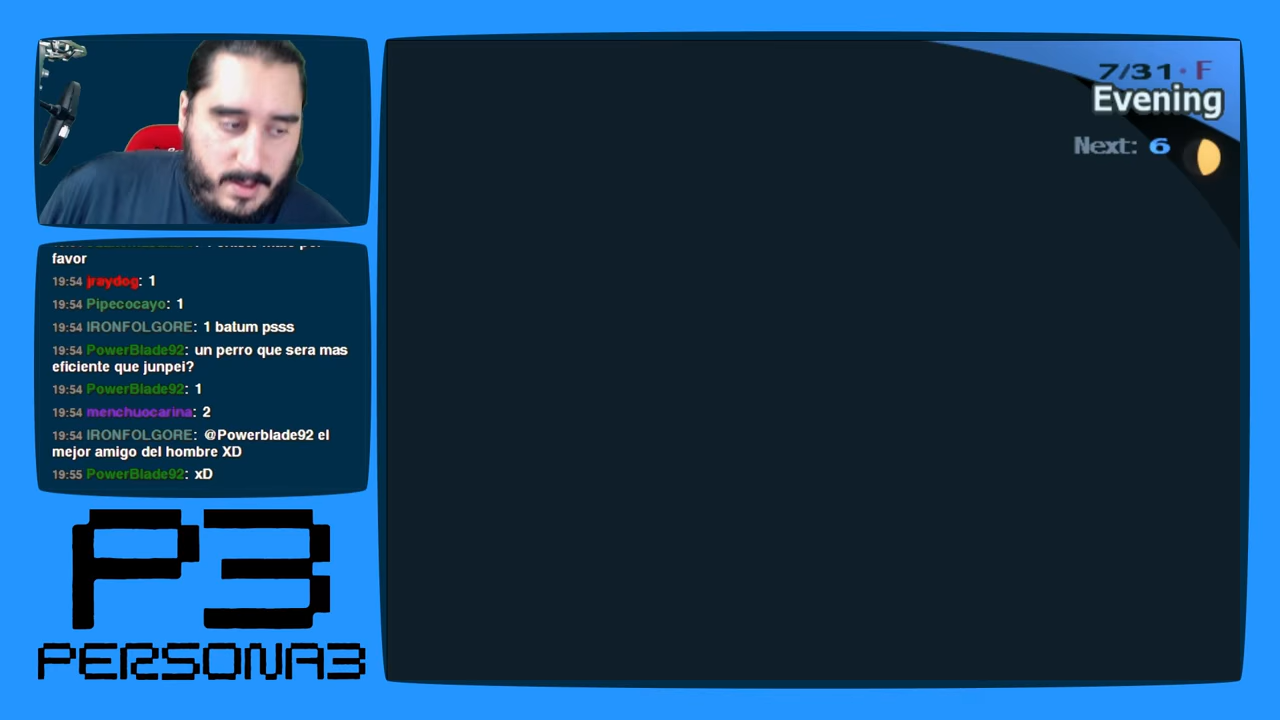 7/31·F
Evening
Next: 6
favor
19:54 jraydog: 1
19:54 Pipecocayo: 1
19:54 IRONFOLGORE: 1 batum psss
19:54 PowerBlade92: un perro que sera mas
eficiente que junpei?
19:54 PowerBlade92: 1
19:54 menchuocarina: 2
19:54 IRONFOLGORE: @Powerblade92 el
mejor amigo del hombre XD
19:55 PowerBlade92: xD
P3
PERSONA3